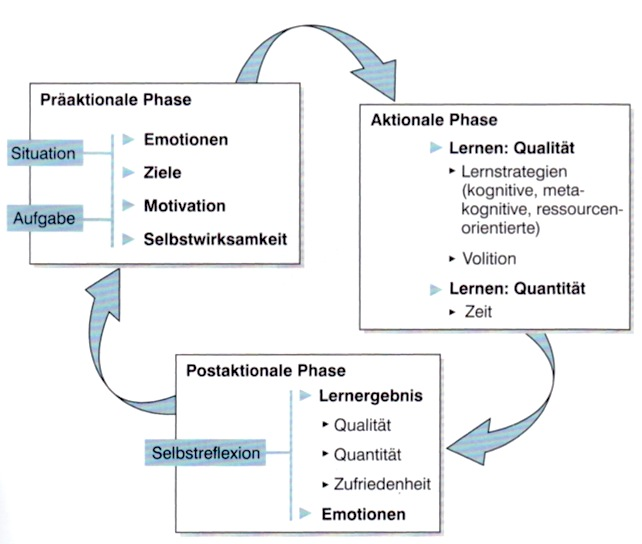 Präaktionale Phase
Situation
Aufgabe
Emotionen
Ziele
Motivation
Selbstwirksamkeit
Aktionale Phase
Lernen: Qualität
Lernstrategien
(kognitive, meta-
kognitive, ressourcen-
orientierte)
Volition
Lernen: Quantität
Zeit
Postaktionale Phase
Selbstreflexion
Lernergebnis
Qualität
Quantität
Zufriedenheit
Emotionen